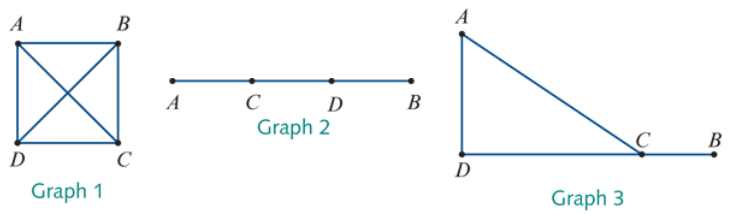 A B
D C
Graph 1
A C D B
Graph 2
A
D C B
Graph 3